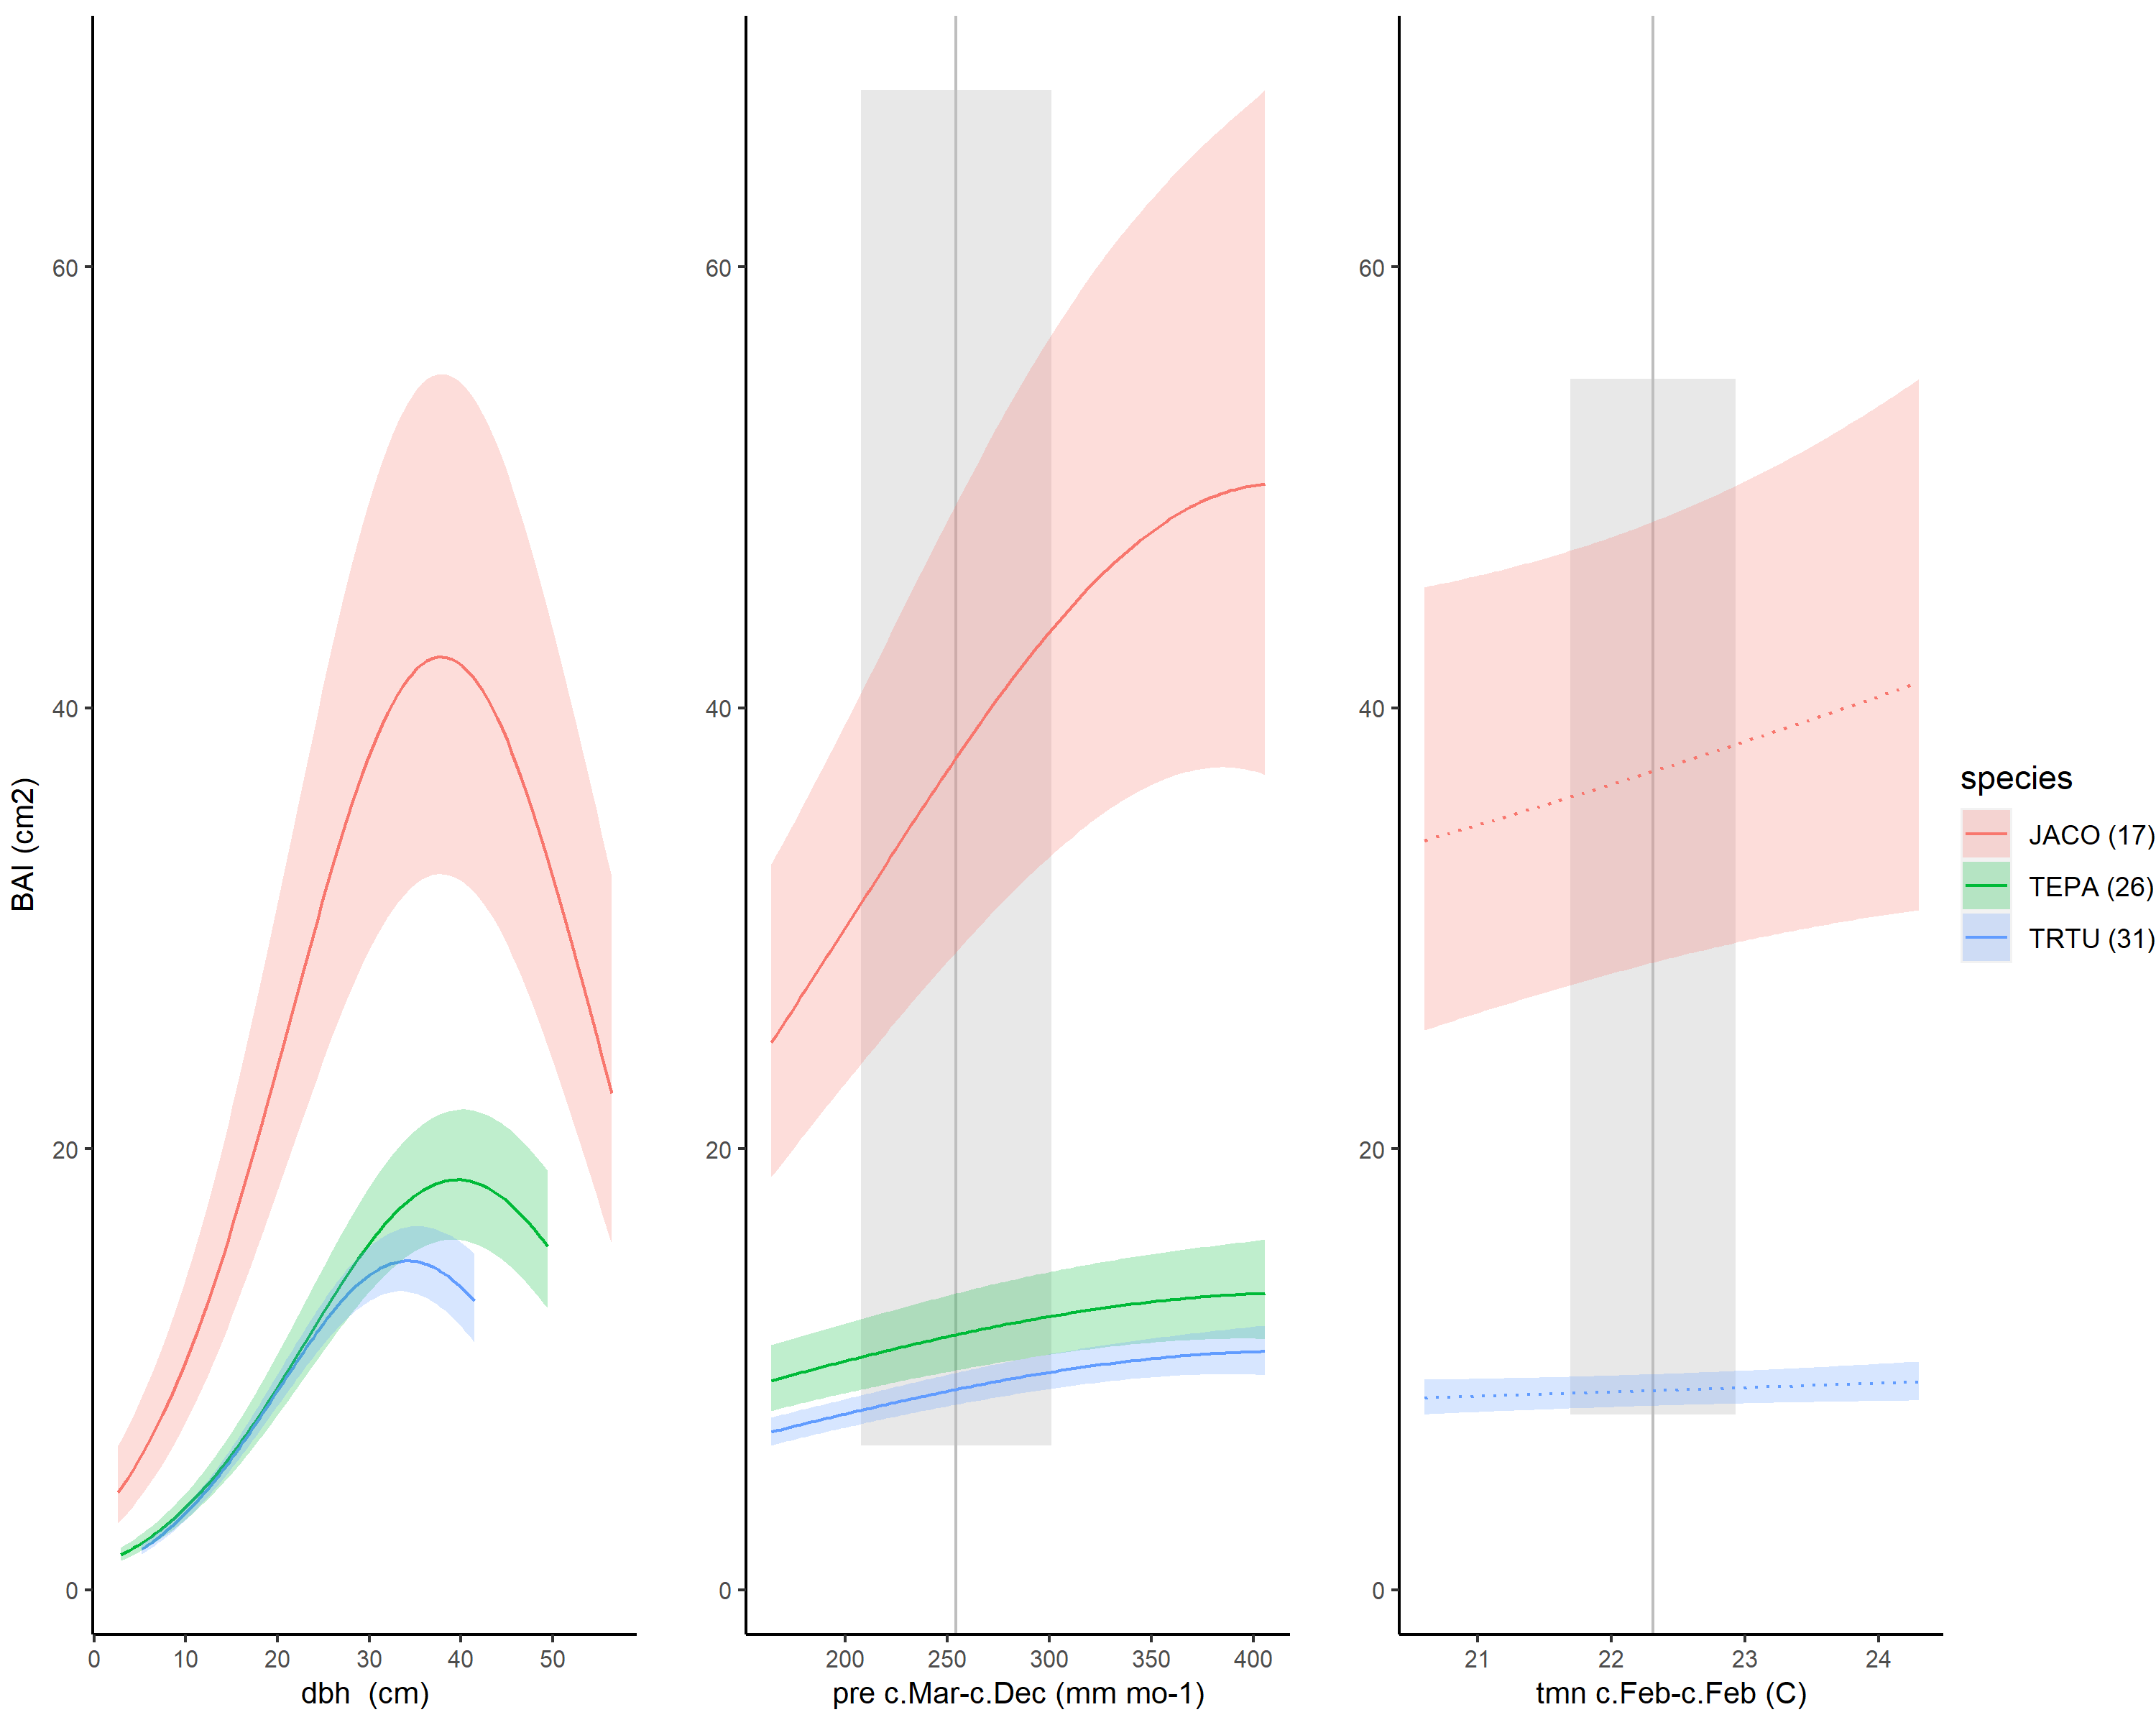 BAI (cm2)
60
40
20
0
0 10 20 30 40 50
dbh  (cm)
60
40
20
0
200 250 300 350 400
pre c.Mar-c.Dec (mm mo-1)
60
40
20
0
21 22 23 24
tmn c.Feb-c.Feb (C)
species
JACO (17)
TEPA (26)
TRTU (31)